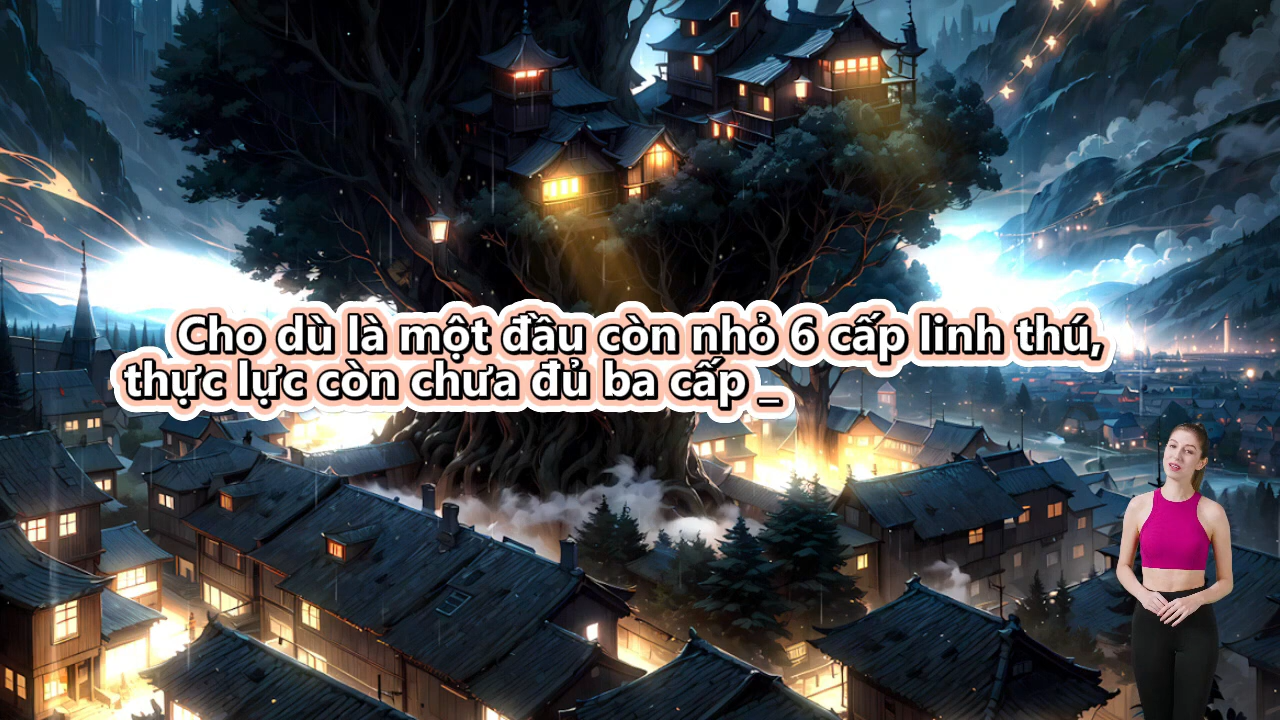 Cho dù là một đầu còn nhỏ 6 cấp linh thú,
thực lực còn chưa đủ ba cấp _